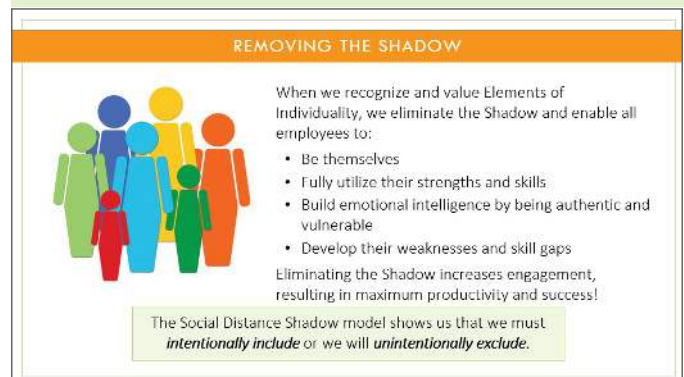 REMOVING THE SHADOW
When we recognize and value Elements of
Individuality, we eliminate the Shadow and enable all
employees to:
• Be themselves
• Fully utilize their strengths and skills
• Build emotional intelligence by being authentic and
vulnerable
• Develop their weaknesses and skill gaps
Eliminating the Shadow increases engagement,
resulting in maximum productivity and success!
The Social Distance Shadow model shows us that we must
intentionally include or we will unintentionally exclude.